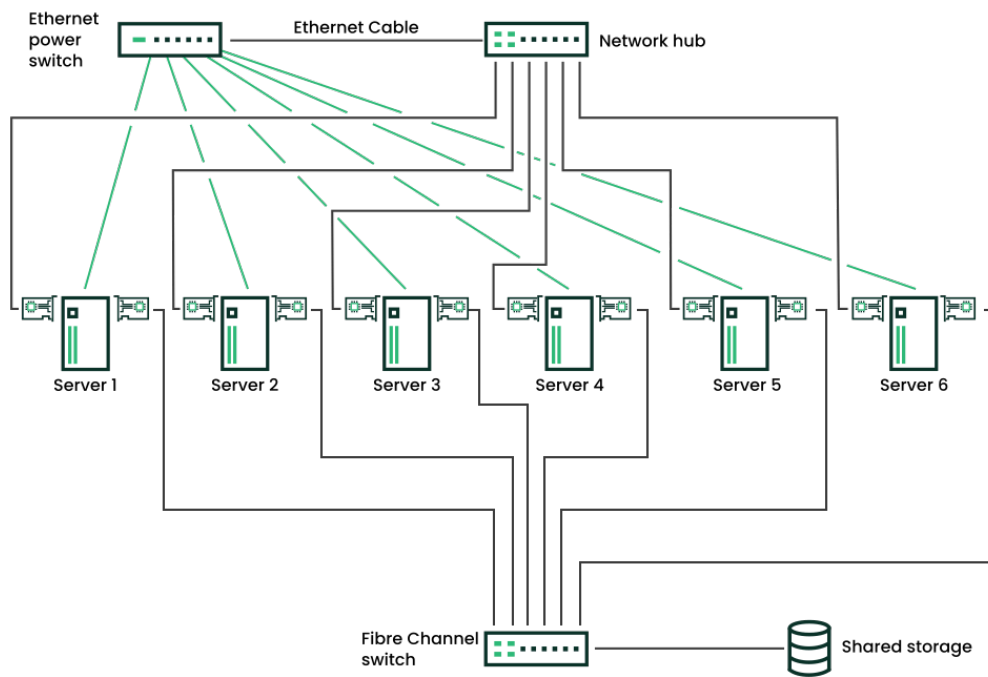 Ethernet
power
switch
Ethernet Cable
Network hub
Server 1
Server 2
Server 3
Server 4
Server 5
Server 6
Fibre Channel
switch
Shared storage